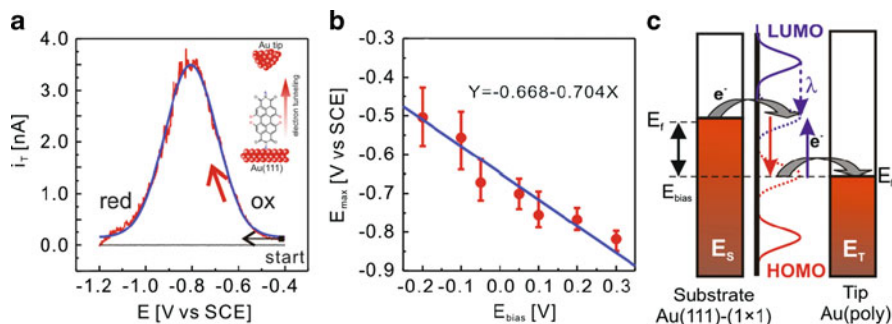 a
4.0
3.0
2.0
1.0
0.0
i_T [nA]
Au tip
electron tunneling
Au(111)
red
ox
start
-1.2 -1.0 -0.8 -0.6 -0.4
E [V vs SCE]
b
-0.3
-0.4
-0.5
-0.6
-0.7
-0.8
-0.9
E_max [V vs SCE]
Y=-0.668-0.704X
-0.2 -0.1 0.0 0.1 0.2 0.3
E_bias [V]
c
LUMO
e-
λ
E_f
e-
E_bias
E_S
E_T
HOMO
Substrate
Au(111)-(1×1)
Tip
Au(poly)